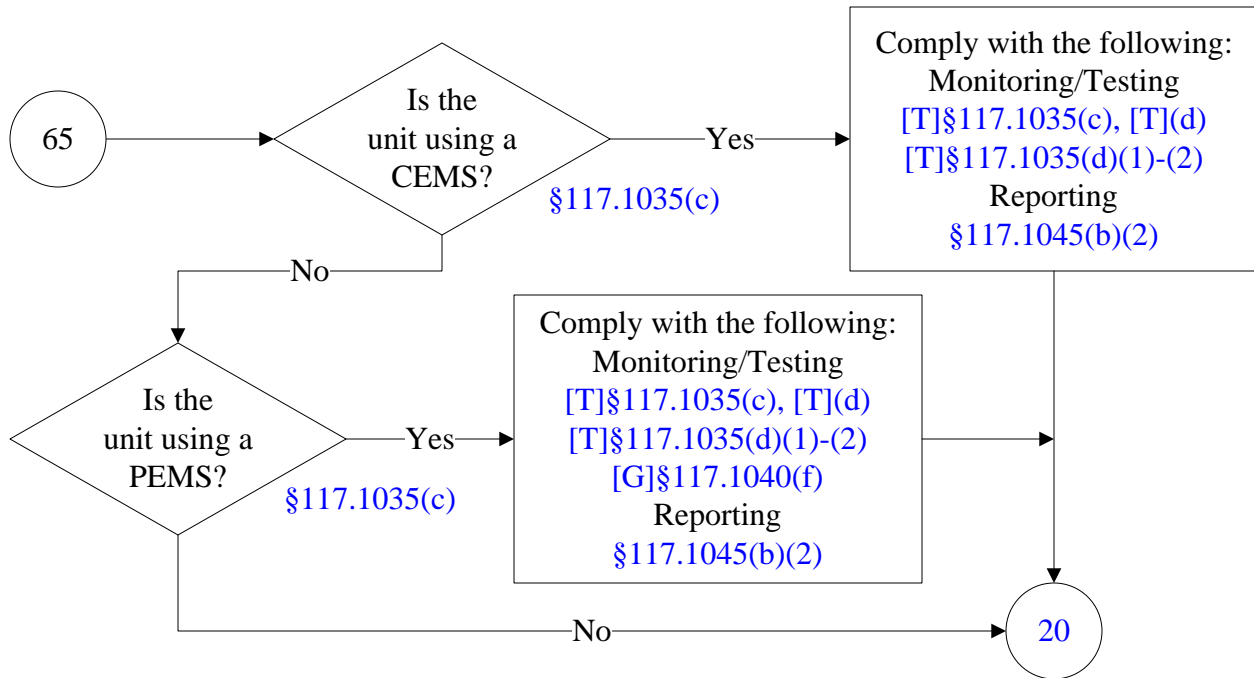 65
Is the
unit using a
CEMS?
§117.1035(c)
Yes
Comply with the following:
Monitoring/Testing
[T]§117.1035(c), [T](d)
[T]§117.1035(d)(1)-(2)
Reporting
§117.1045(b)(2)
No
Is the
unit using a
PEMS?
§117.1035(c)
Yes
Comply with the following:
Monitoring/Testing
[T]§117.1035(c), [T](d)
[T]§117.1035(d)(1)-(2)
[G]§117.1040(f)
Reporting
§117.1045(b)(2)
No
20